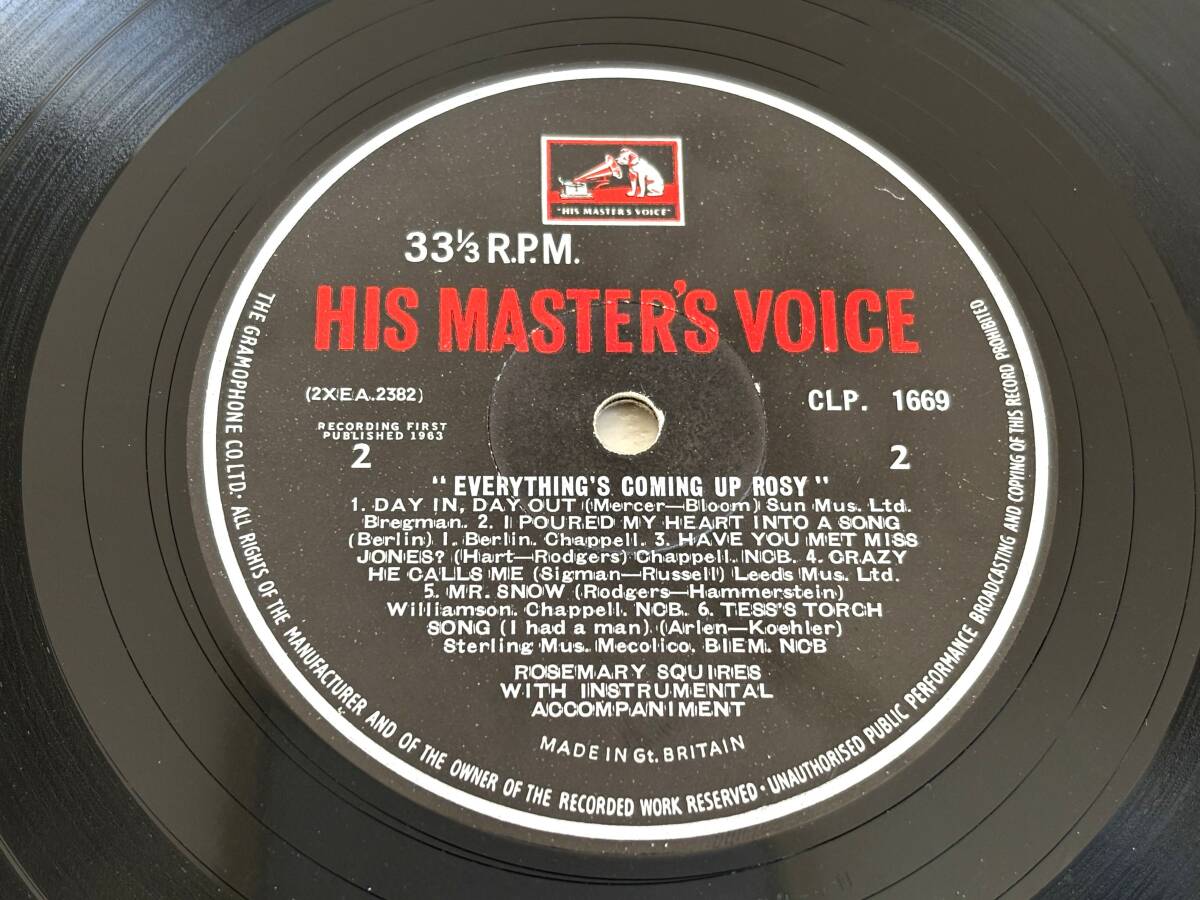 "HIS MASTER'S VOICE"
33⅓ R.P.M.
HIS MASTER'S VOICE
(2XEA.2382)
CLP. 1669
RECORDING FIRST
PUBLISHED 1963
2
2
"EVERYTHING'S COMING UP ROSY"
1. DAY IN, DAY OUT (Mercer—Bloom) Sun Mus. Ltd.
Bregman. 2. I POURED MY HEART INTO A SONG
(Berlin) I. Berlin. Chappell. 3. HAVE YOU MET MISS
JONES? (Hart—Rodgers) Chappell. NCB. 4. CRAZY
HE CALLS ME (Sigman—Russell) Leeds Mus. Ltd.
5. MR. SNOW (Rodgers—Hammerstein)
Williamson. Chappell. NCB. 6. TESS'S TORCH
SONG (I had a man) (Arlen—Koehler)
Sterling Mus. Mecolico. BIEM. NCB
ROSEMARY SQUIRES
WITH INSTRUMENTAL
ACCOMPANIMENT
MADE IN Gt. BRITAIN
THE GRAMOPHONE CO. LTD. · ALL RIGHTS OF THE MANUFACTURER AND OF THE OWNER OF THE RECORDED WORK RESERVED · UNAUTHORISED PUBLIC PERFORMANCE BROADCASTING AND COPYING OF THIS RECORD PROHIBITED